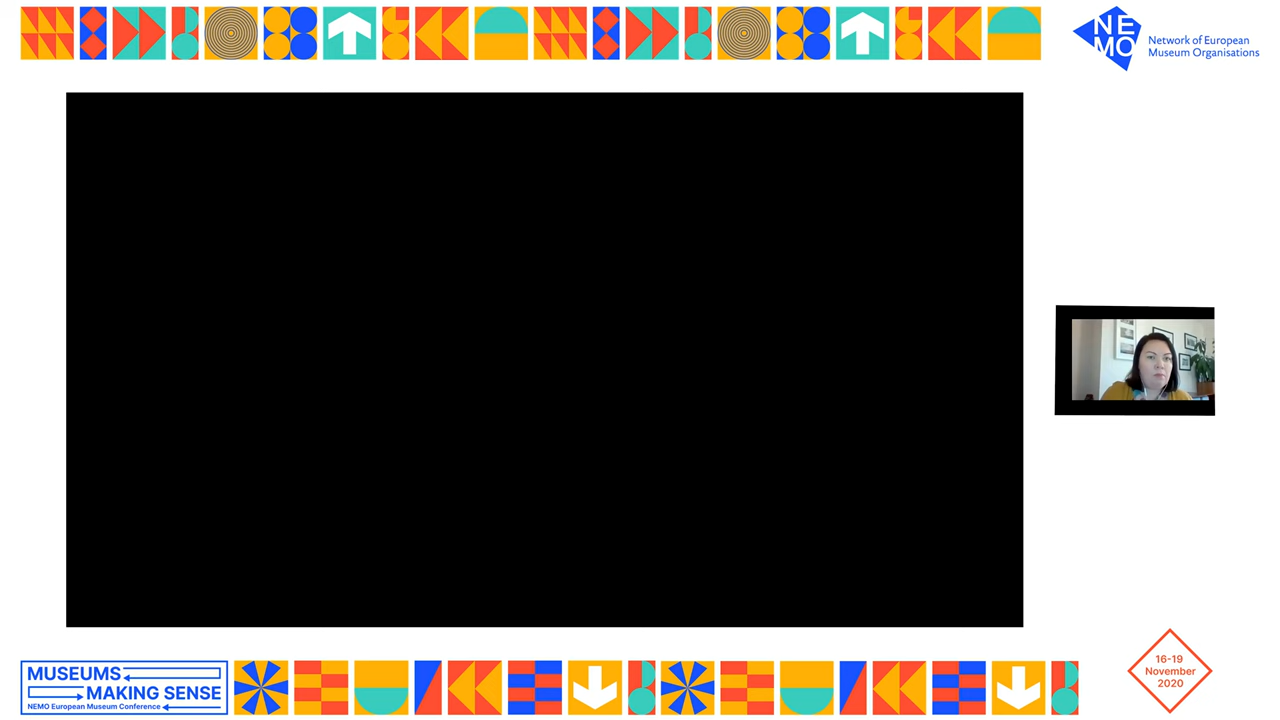 NE
MO
Network of European
Museum Organisations
MUSEUMS
MAKING SENSE
NEMO European Museum Conference
16-19
November
2020